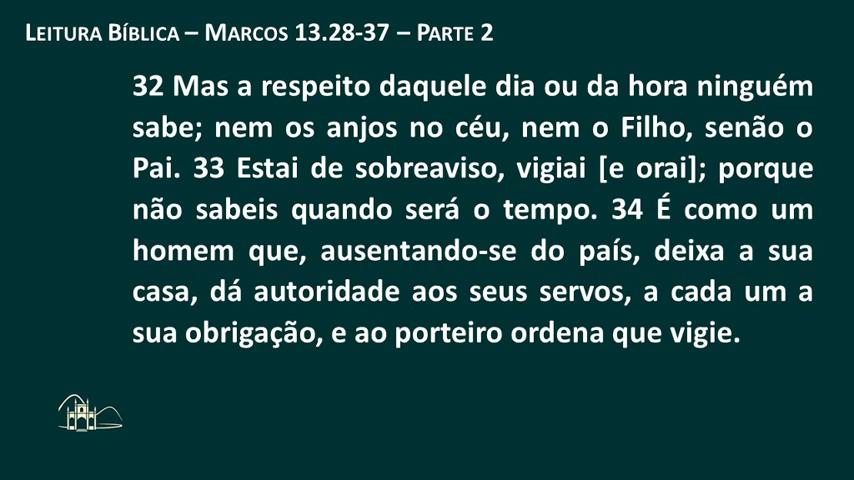 Leitura Bíblica – Marcos 13.28-37 – Parte 2
32 Mas a respeito daquele dia ou da hora ninguém
sabe; nem os anjos no céu, nem o Filho, senão o
Pai. 33 Estai de sobreaviso, vigiai [e orai]; porque
não sabeis quando será o tempo. 34 É como um
homem que, ausentando-se do país, deixa a sua
casa, dá autoridade aos seus servos, a cada um a
sua obrigação, e ao porteiro ordena que vigie.